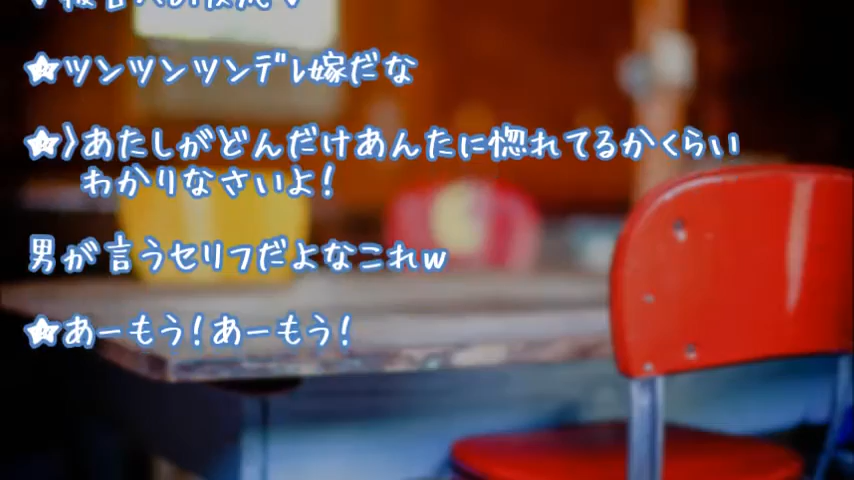 ★ツンツンツンデレ嫁だな
★〉あたしがどんだけあんたに惚れてるかくらい
わかりなさいよ!
男が言うセリフだよなこれw
★あーもう!あーもう!